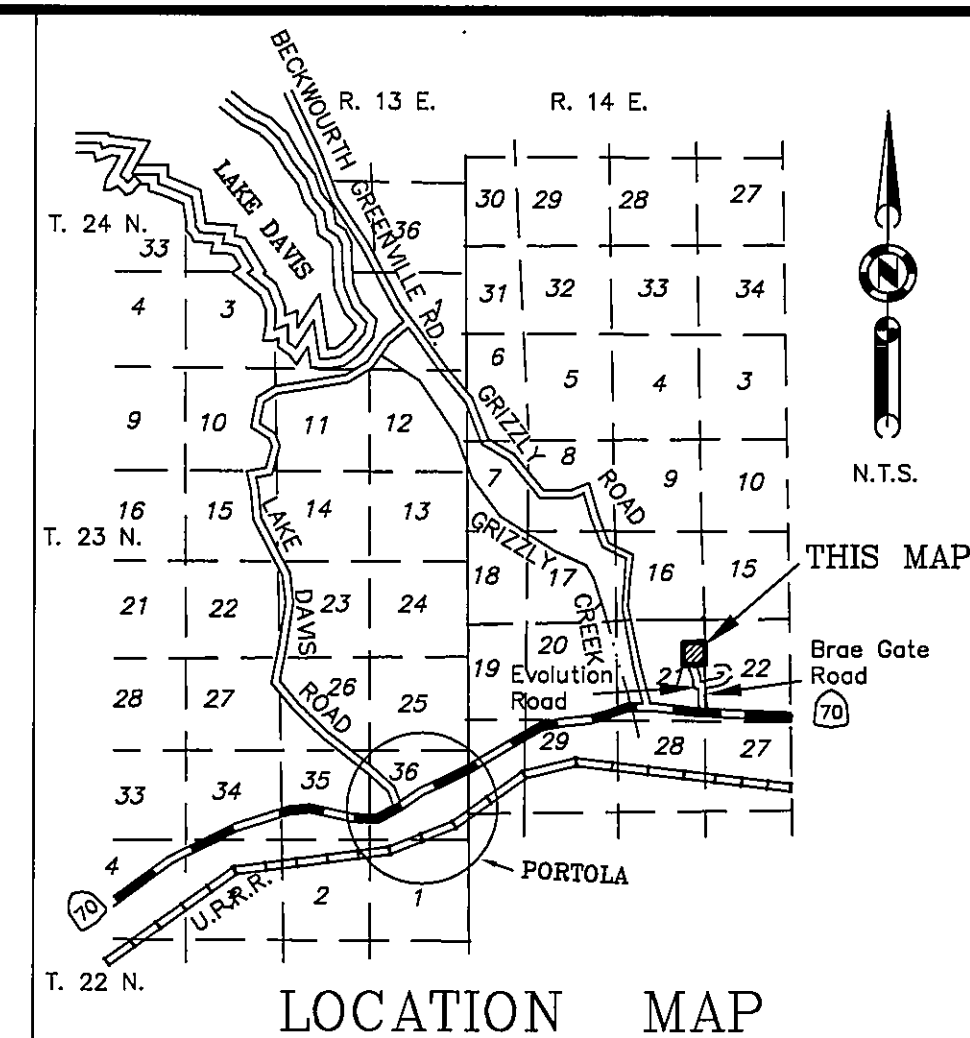 BECKWOURTH GREENVILLE RD.
R. 13 E.
R. 14 E.
LAKE DAVIS
T. 24 N.
33
36
30
29
28
27
4
3
1
31
32
33
34
6
5
4
3
N
N.T.S.
9
10
11
12
GRIZZLY ROAD
7
8
9
10
16
15
14
13
T. 23 N.
LAKE DAVIS ROAD
GRIZZLY CREEK
18
17
16
15
THIS MAP
21
22
23
24
19
20
21
22
Evolution
Road
Brae Gate
Road
70
28
27
26
25
29
28
27
33
34
35
36
PORTOLA
4
70
U.P.R.R.
2
1
T. 22 N.
LOCATION MAP